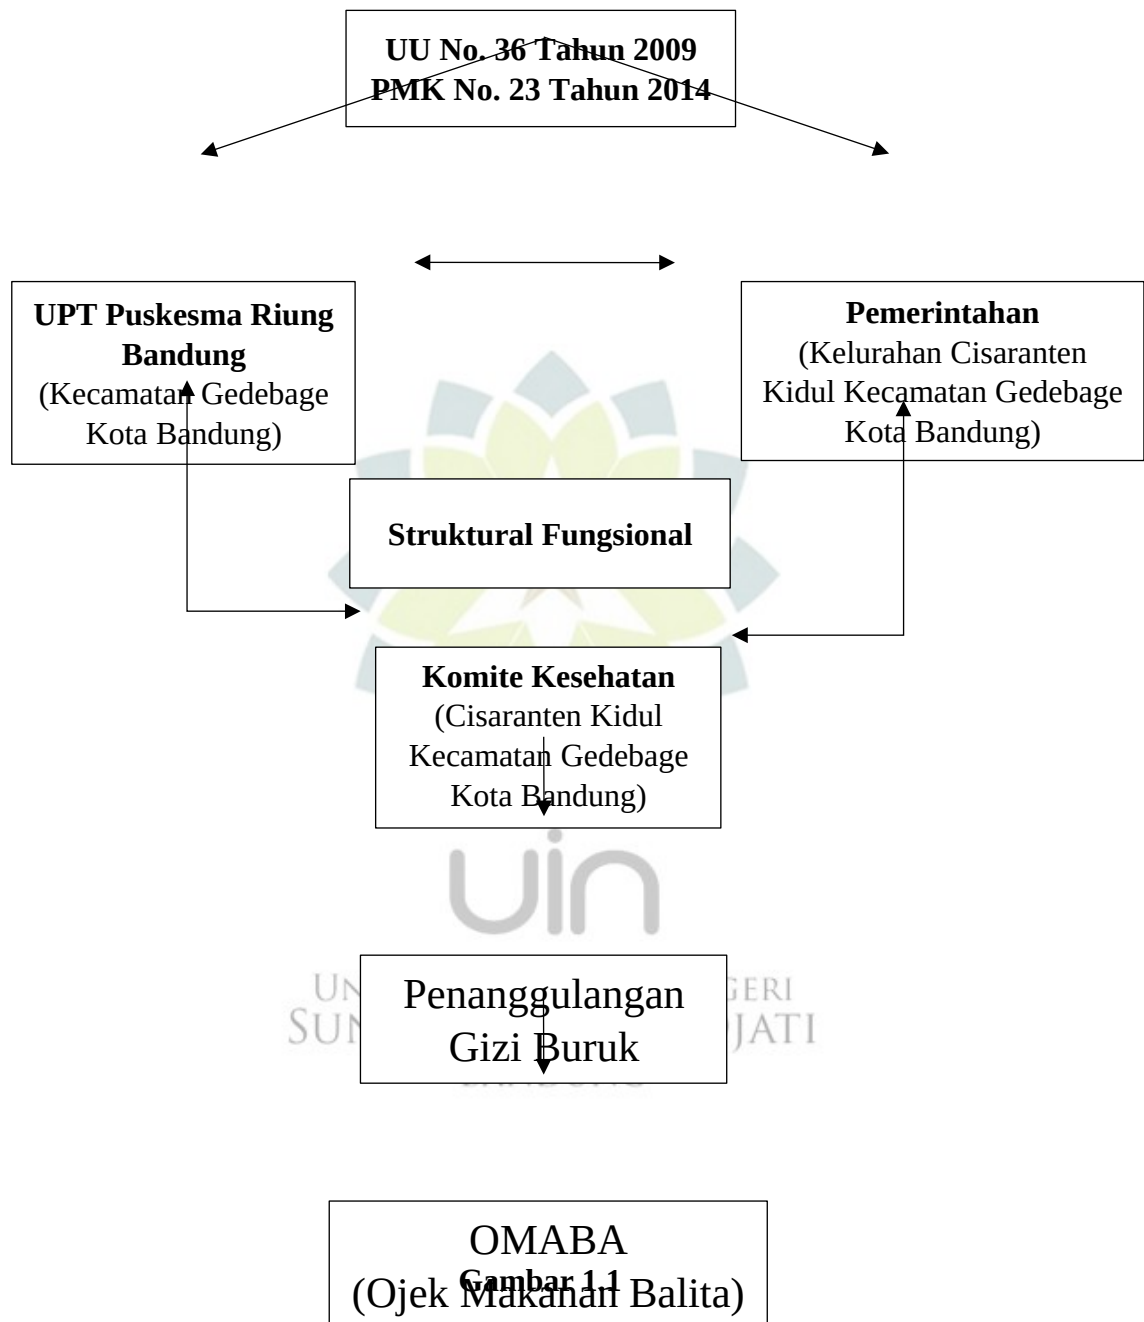 UU No. 36 Tahun 2009
PMK No. 23 Tahun 2014
UPT Puskesma Riung
Bandung
(Kecamatan Gedebage
Kota Bandung)
Pemerintahan
(Kelurahan Cisaranten
Kidul Kecamatan Gedebage
Kota Bandung)
Struktural Fungsional
Komite Kesehatan
(Cisaranten Kidul
Kecamatan Gedebage
Kota Bandung)
uin
Penanggulangan
Gizi Buruk
OMABA
(Ojek Makanan Balita)
Gambar 1.1